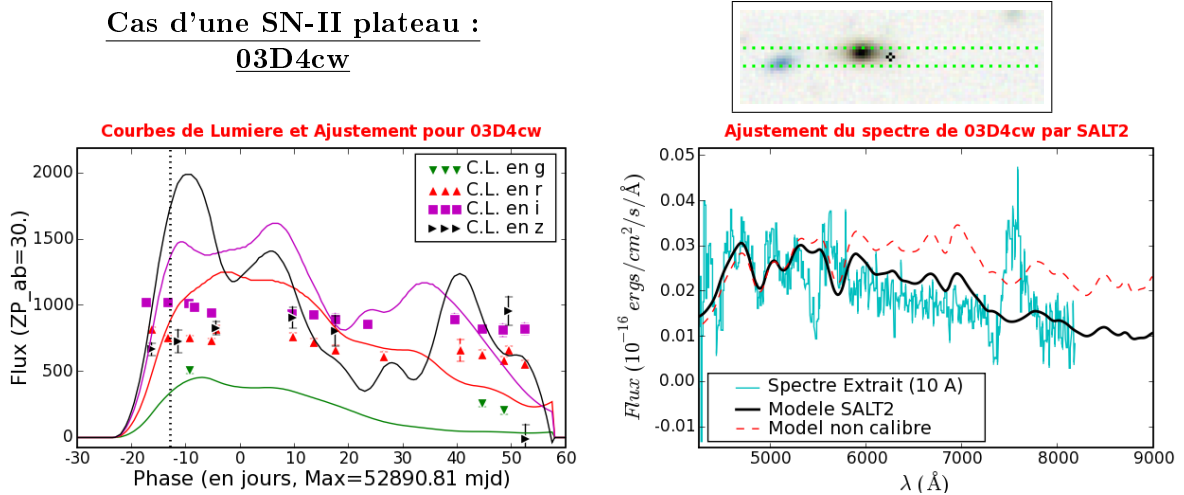 Cas d'une SN-II plateau :
03D4cw
Courbes de Lumiere et Ajustement pour 03D4cw
2000
1500
1000
500
0
Flux (ZP_ab=30.)
C.L. en g
C.L. en r
C.L. en i
C.L. en z
-30 -20 -10 0 10 20 30 40 50 60
Phase (en jours, Max=52890.81 mjd)
Ajustement du spectre de 03D4cw par SALT2
0.05
0.04
0.03
0.02
0.01
0.00
-0.01
Flux (10⁻¹⁶ ergs/cm²/s/Å)
Spectre Extrait (10 A)
Modele SALT2
Model non calibre
5000 6000 7000 8000 9000
λ (Å)